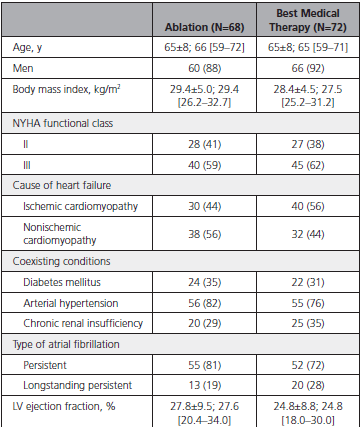 Ablation (N=68) Best Medical Therapy (N=72)
Age, y 65±8; 66 [59–72] 65±8; 65 [59–71]
Men 60 (88) 66 (92)
Body mass index, kg/m² 29.4±5.0; 29.4 [26.2–32.7] 28.4±4.5; 27.5 [25.2–31.2]
NYHA functional class
II 28 (41) 27 (38)
III 40 (59) 45 (62)
Cause of heart failure
Ischemic cardiomyopathy 30 (44) 40 (56)
Nonischemic cardiomyopathy 38 (56) 32 (44)
Coexisting conditions
Diabetes mellitus 24 (35) 22 (31)
Arterial hypertension 56 (82) 55 (76)
Chronic renal insufficiency 20 (29) 25 (35)
Type of atrial fibrillation
Persistent 55 (81) 52 (72)
Longstanding persistent 13 (19) 20 (28)
LV ejection fraction, % 27.8±9.5; 27.6 [20.4–34.0] 24.8±8.8; 24.8 [18.0–30.0]